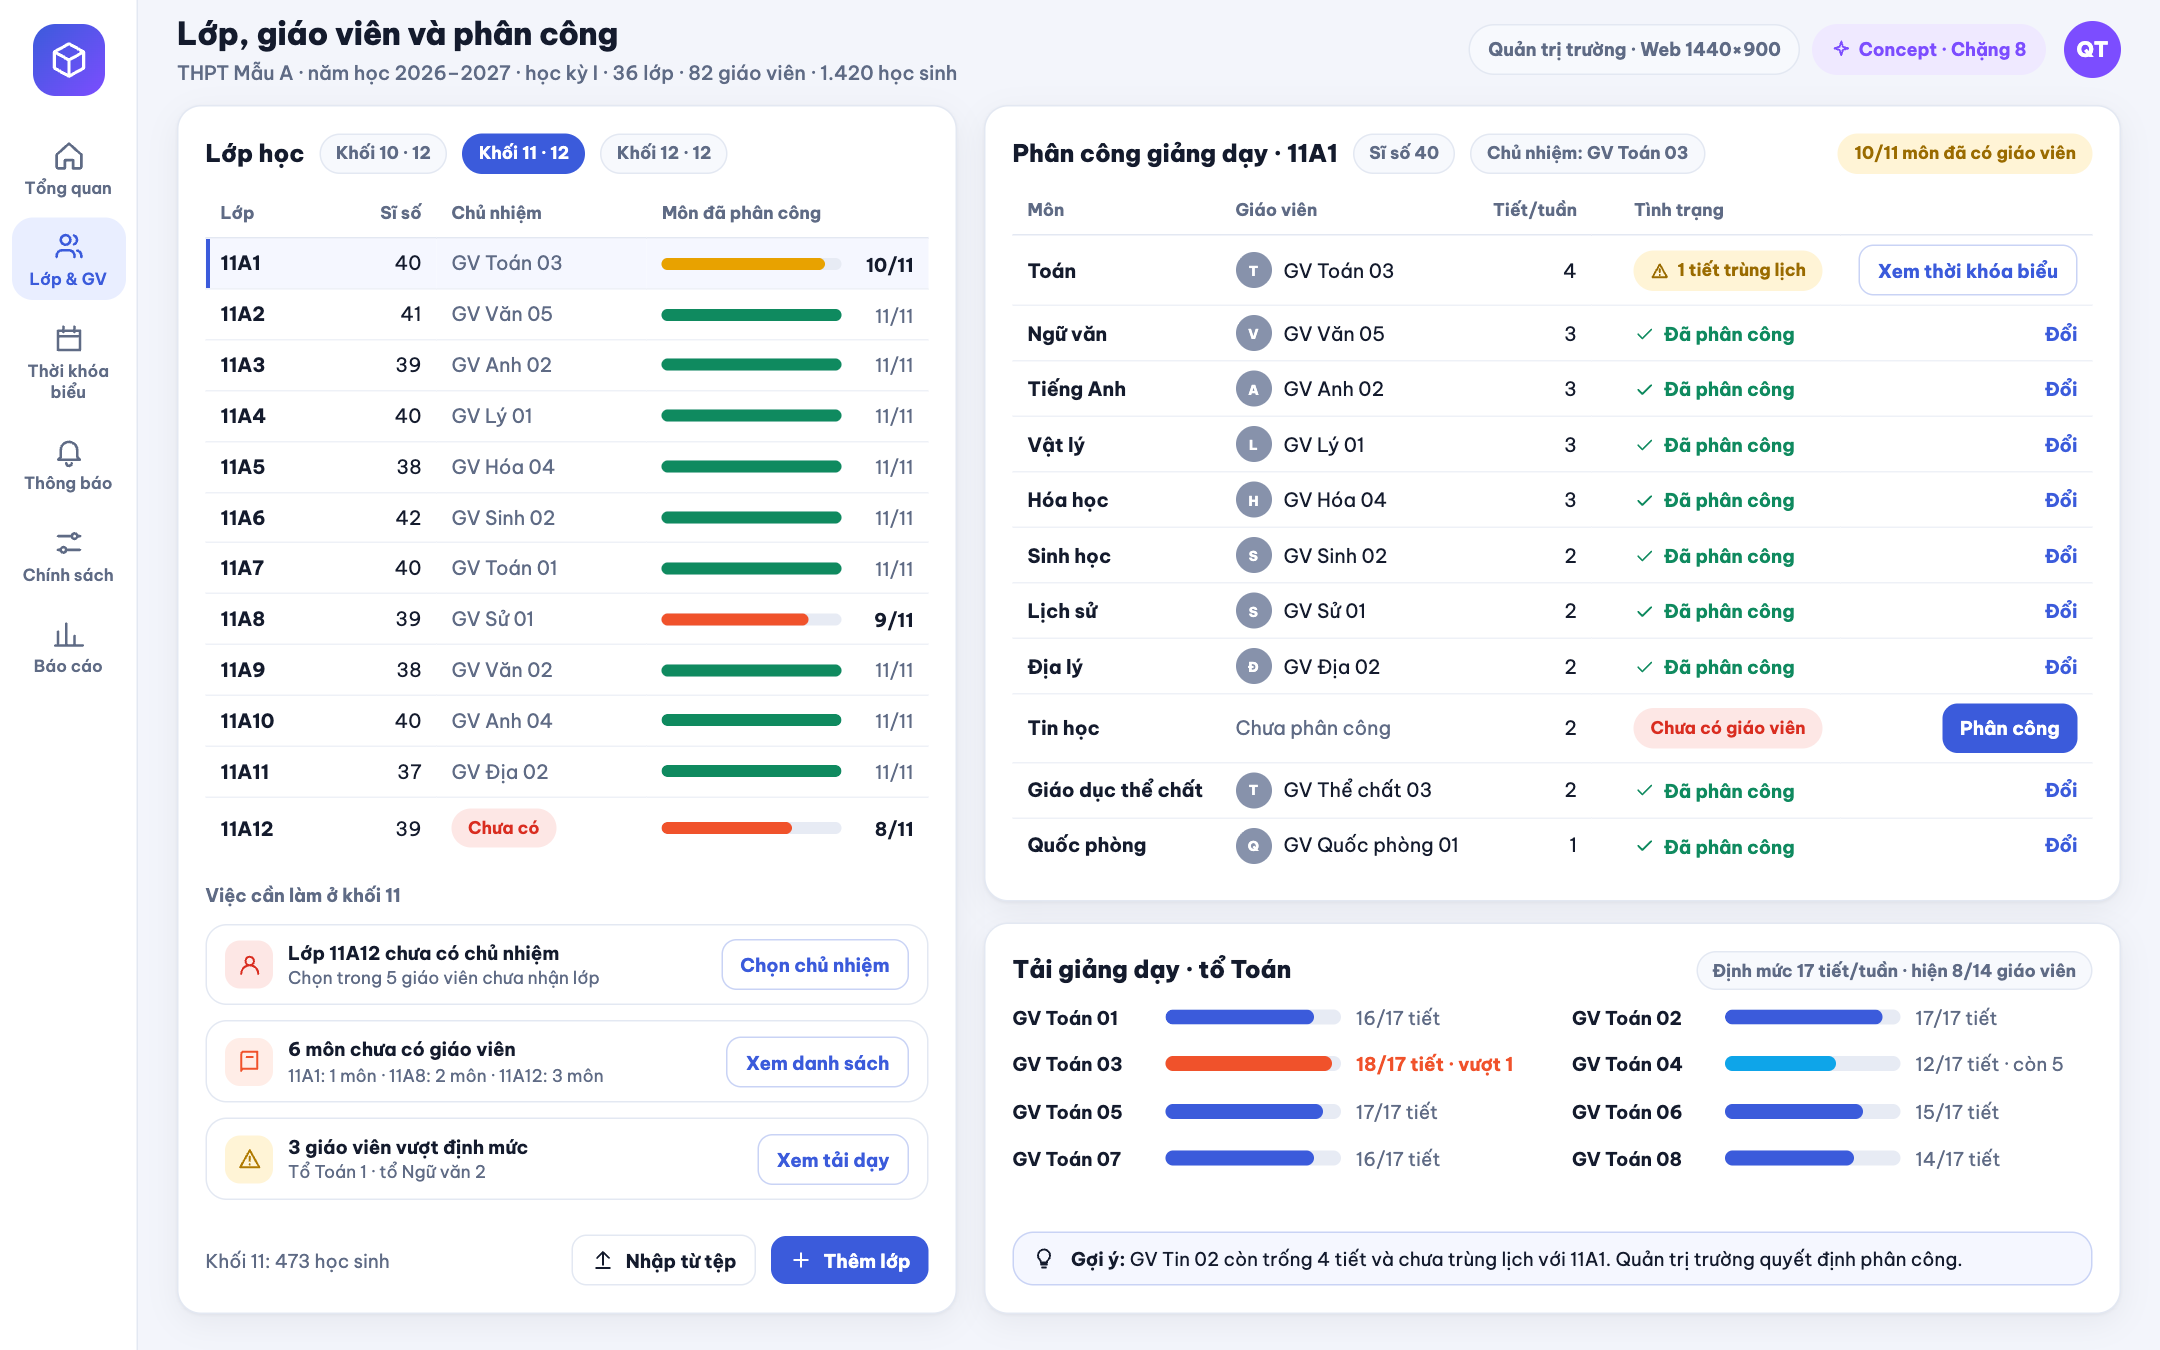 Lớp, giáo viên và phân công
THPT Mẫu A · năm học 2026–2027 · học kỳ I · 36 lớp · 82 giáo viên · 1.420 học sinh
Quản trị trường · Web 1440×900
Concept · Chặng 8
QT
Tổng quan
Lớp & GV
Thời khóa
biểu
Thông báo
Chính sách
Báo cáo
Lớp học
Khối 10 · 12
Khối 11 · 12
Khối 12 · 12
Lớp Sĩ số Chủ nhiệm Môn đã phân công
11A1 40 GV Toán 03 10/11
11A2 41 GV Văn 05 11/11
11A3 39 GV Anh 02 11/11
11A4 40 GV Lý 01 11/11
11A5 38 GV Hóa 04 11/11
11A6 42 GV Sinh 02 11/11
11A7 40 GV Toán 01 11/11
11A8 39 GV Sử 01 9/11
11A9 38 GV Văn 02 11/11
11A10 40 GV Anh 04 11/11
11A11 37 GV Địa 02 11/11
11A12 39 Chưa có 8/11
Việc cần làm ở khối 11
Lớp 11A12 chưa có chủ nhiệm
Chọn trong 5 giáo viên chưa nhận lớp
Chọn chủ nhiệm
6 môn chưa có giáo viên
11A1: 1 môn · 11A8: 2 môn · 11A12: 3 môn
Xem danh sách
3 giáo viên vượt định mức
Tổ Toán 1 · tổ Ngữ văn 2
Xem tải dạy
Khối 11: 473 học sinh
Nhập từ tệp
Thêm lớp
Phân công giảng dạy · 11A1
Sĩ số 40
Chủ nhiệm: GV Toán 03
10/11 môn đã có giáo viên
Môn Giáo viên Tiết/tuần Tình trạng
Toán T GV Toán 03 4 1 tiết trùng lịch Xem thời khóa biểu
Ngữ văn V GV Văn 05 3 Đã phân công Đổi
Tiếng Anh A GV Anh 02 3 Đã phân công Đổi
Vật lý L GV Lý 01 3 Đã phân công Đổi
Hóa học H GV Hóa 04 3 Đã phân công Đổi
Sinh học S GV Sinh 02 2 Đã phân công Đổi
Lịch sử S GV Sử 01 2 Đã phân công Đổi
Địa lý Đ GV Địa 02 2 Đã phân công Đổi
Tin học Chưa phân công 2 Chưa có giáo viên Phân công
Giáo dục thể chất T GV Thể chất 03 2 Đã phân công Đổi
Quốc phòng Q GV Quốc phòng 01 1 Đã phân công Đổi
Tải giảng dạy · tổ Toán
Định mức 17 tiết/tuần · hiện 8/14 giáo viên
GV Toán 01 16/17 tiết
GV Toán 02 17/17 tiết
GV Toán 03 18/17 tiết · vượt 1
GV Toán 04 12/17 tiết · còn 5
GV Toán 05 17/17 tiết
GV Toán 06 15/17 tiết
GV Toán 07 16/17 tiết
GV Toán 08 14/17 tiết
Gợi ý: GV Tin 02 còn trống 4 tiết và chưa trùng lịch với 11A1. Quản trị trường quyết định phân công.